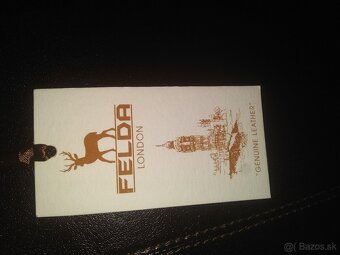 FELDA
LONDON
"GENUINE LEATHER"
Bazos.sk